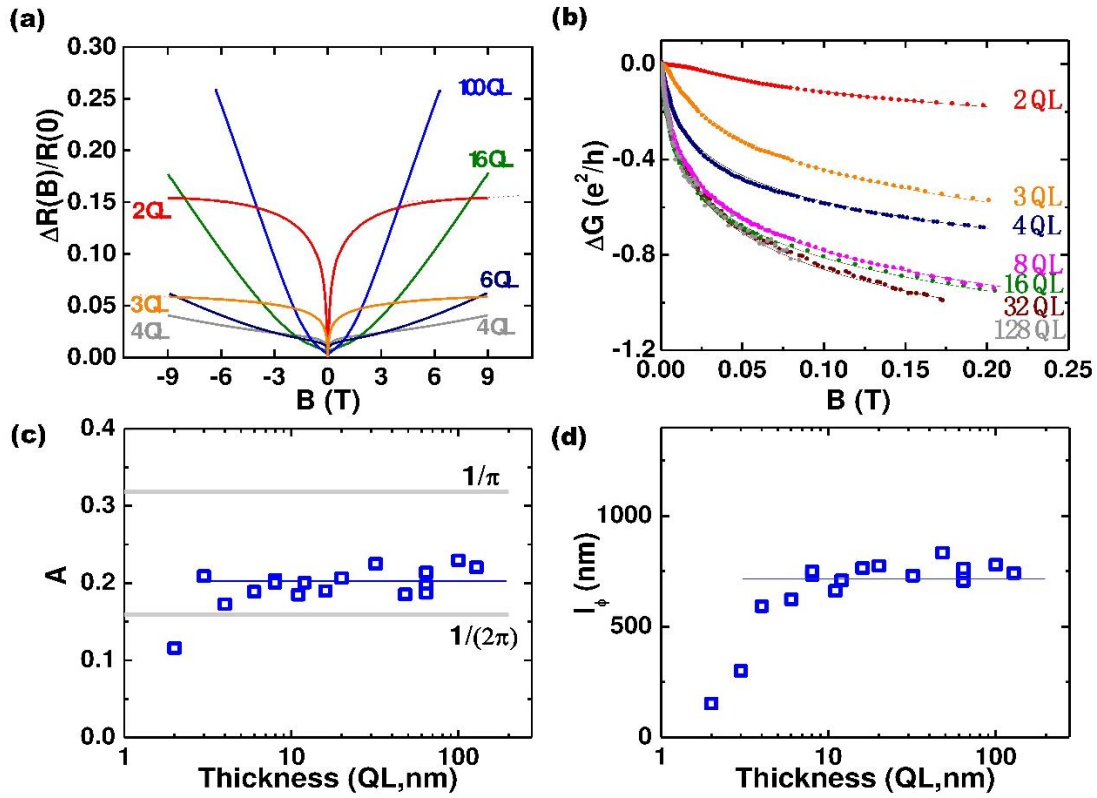 (a)
0.30
0.25
0.20
0.15
0.10
0.05
0.00
ΔR(B)/R(0)
100QL
16QL
2QL
6QL
3QL
4QL
4QL
-9 -6 -3 0 3 6 9
B (T)
(b)
0.0
-0.4
-0.8
-1.2
ΔG (e²/h)
2QL
3QL
4QL
8QL
16QL
32QL
128QL
0.00 0.05 0.10 0.15 0.20 0.25
B (T)
(c)
0.4
0.3
0.2
0.1
0.0
A
1/π
1/(2π)
1 10 100
Thickness (QL,nm)
(d)
1000
500
0
l_ϕ (nm)
1 10 100
Thickness (QL,nm)